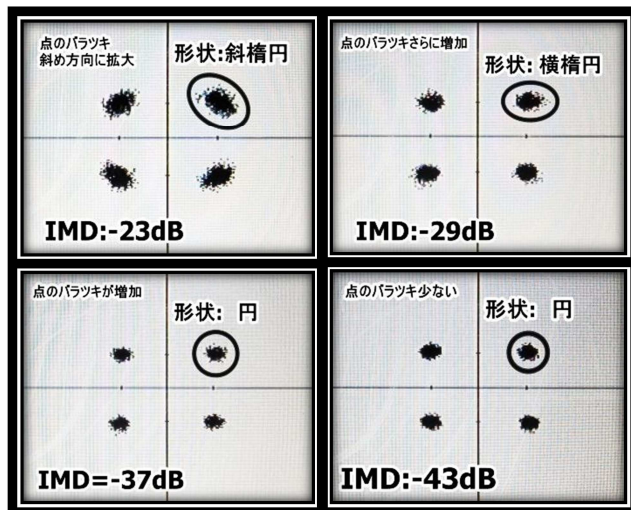 点のバラツキ
斜め方向に拡大
形状:斜楕円
IMD:-23dB
点のバラツキさらに増加
形状: 横楕円
IMD:-29dB
点のバラツキが増加
形状: 円
IMD=-37dB
点のバラツキ少ない
形状: 円
IMD:-43dB